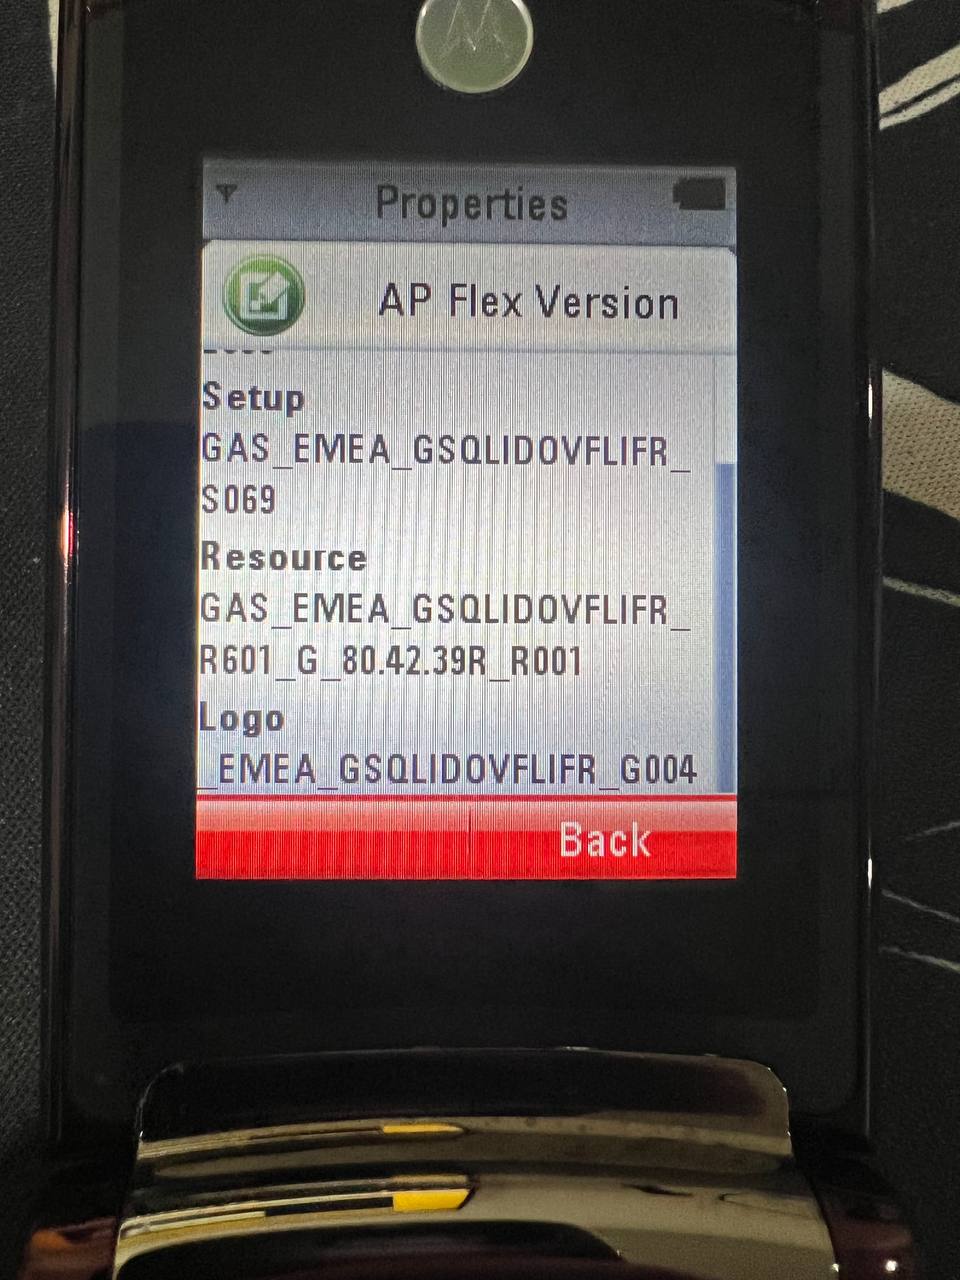 Properties
AP Flex Version
Setup
GAS_EMEA_GSQLIDOVFLIFR_
S069
Resource
GAS_EMEA_GSQLIDOVFLIFR_
R601_G_80.42.39R_R001
Logo
_EMEA_GSQLIDOVFLIFR_G004
Back